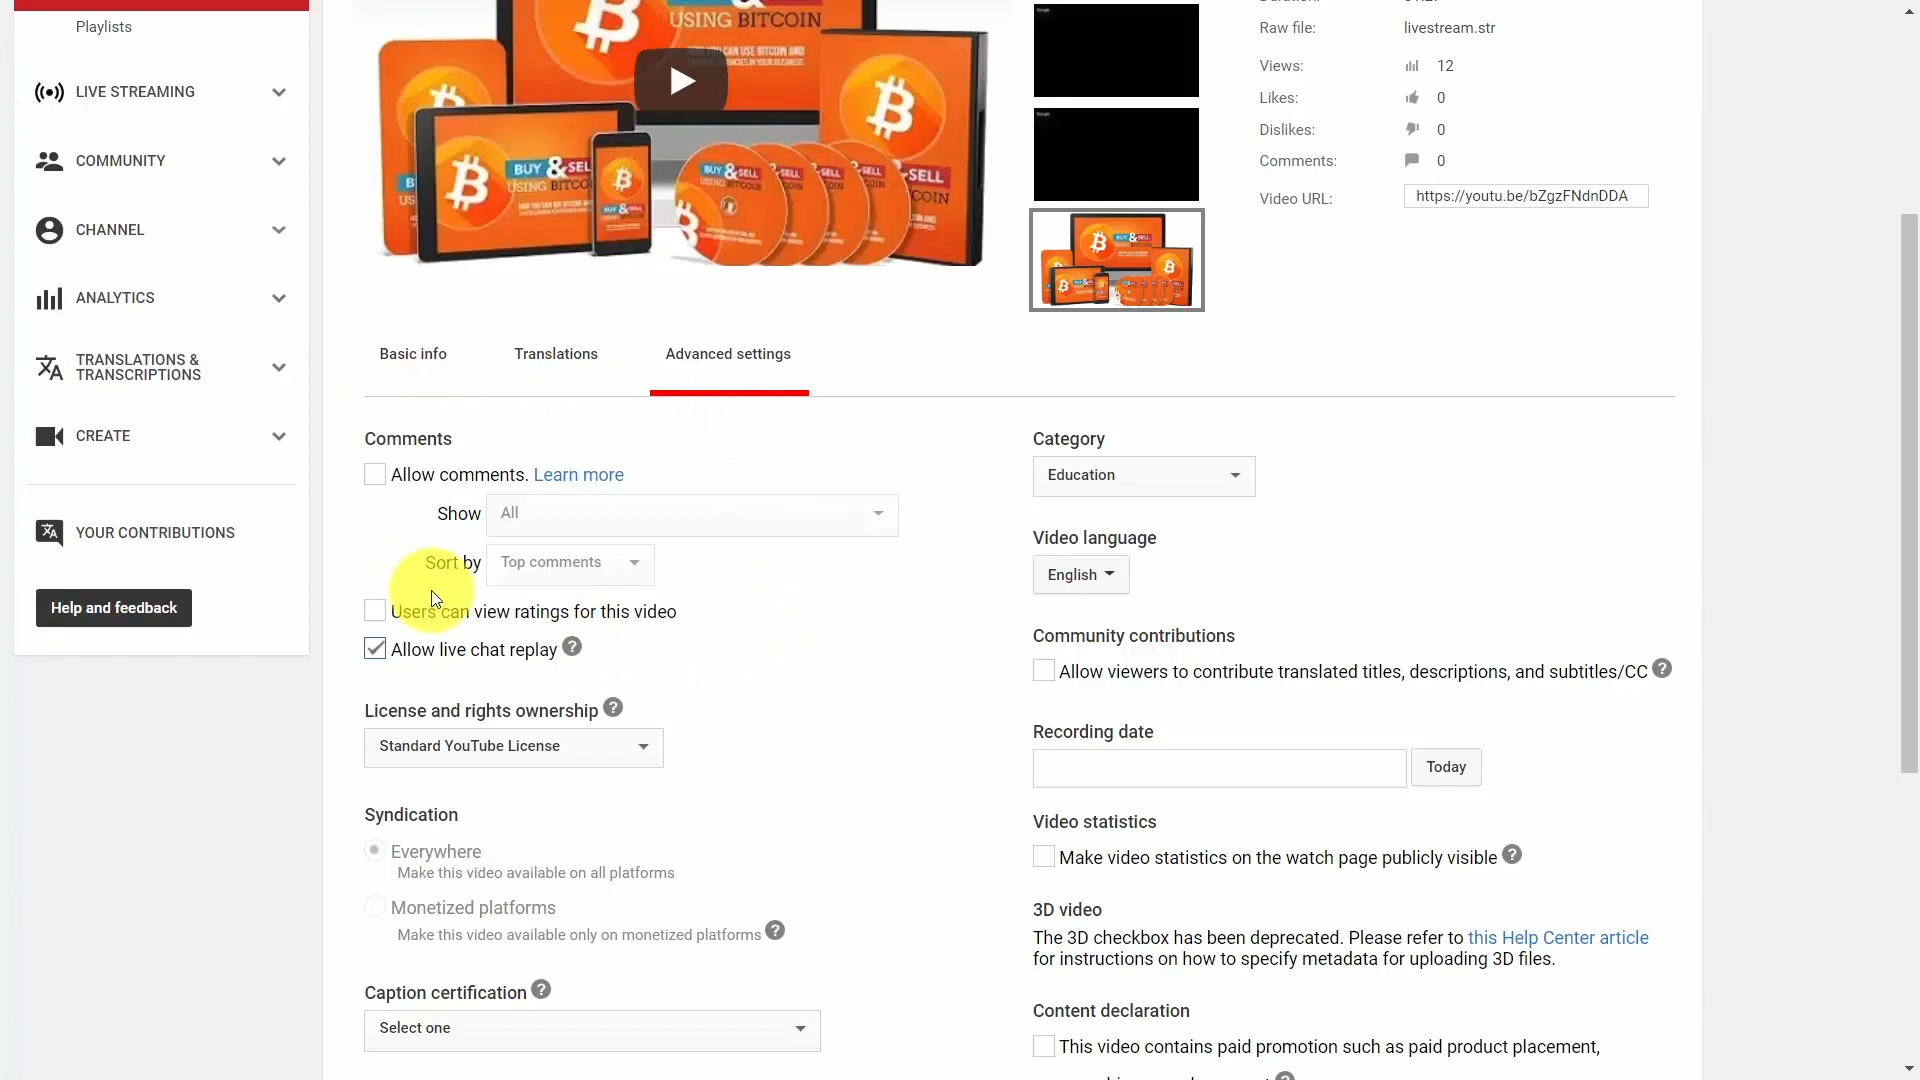 Playlists
LIVE STREAMING
COMMUNITY
CHANNEL
ANALYTICS
TRANSLATIONS &
TRANSCRIPTIONS
CREATE
YOUR CONTRIBUTIONS
Help and feedback
USING BITCOIN
BUY & SELL
USING BITCOIN
BUY & SELL
Raw file: livestream.str
Views: 12
Likes: 0
Dislikes: 0
Comments: 0
Video URL: https://youtu.be/bZgzFNdnDDA
Basic info
Translations
Advanced settings
Comments
Allow comments. Learn more
Show All
Sort by Top comments
Users can view ratings for this video
Allow live chat replay ?
License and rights ownership ?
Standard YouTube License
Syndication
Everywhere
Make this video available on all platforms
Monetized platforms
Make this video available only on monetized platforms ?
Caption certification ?
Select one
Category
Education
Video language
English
Community contributions
Allow viewers to contribute translated titles, descriptions, and subtitles/CC ?
Recording date
Today
Video statistics
Make video statistics on the watch page publicly visible ?
3D video
The 3D checkbox has been deprecated. Please refer to this Help Center article
for instructions on how to specify metadata for uploading 3D files.
Content declaration
This video contains paid promotion such as paid product placement,